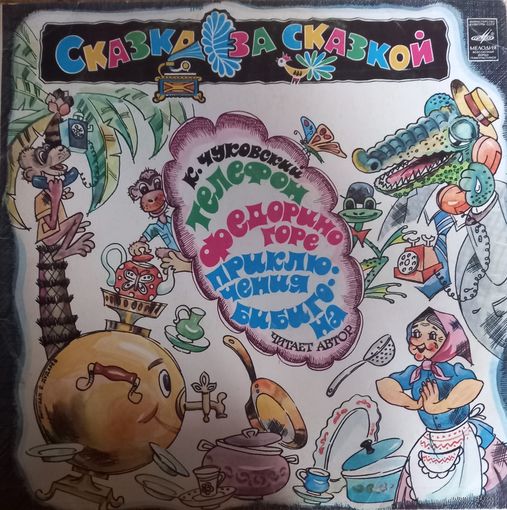 СКАЗКА ЗА СКАЗКОЙ
МЕЛОДИЯ
К. ЧУКОВСКИЙ
ТЕЛЕФОН
ФЕДОРИНО
ГОРЕ
ПРИКЛЮ-
ЧЕНИЯ
БИБИГО-
НА
ЧИТАЕТ АВТОР